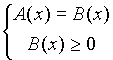 A(x) = B(x)
B(x) ≥ 0